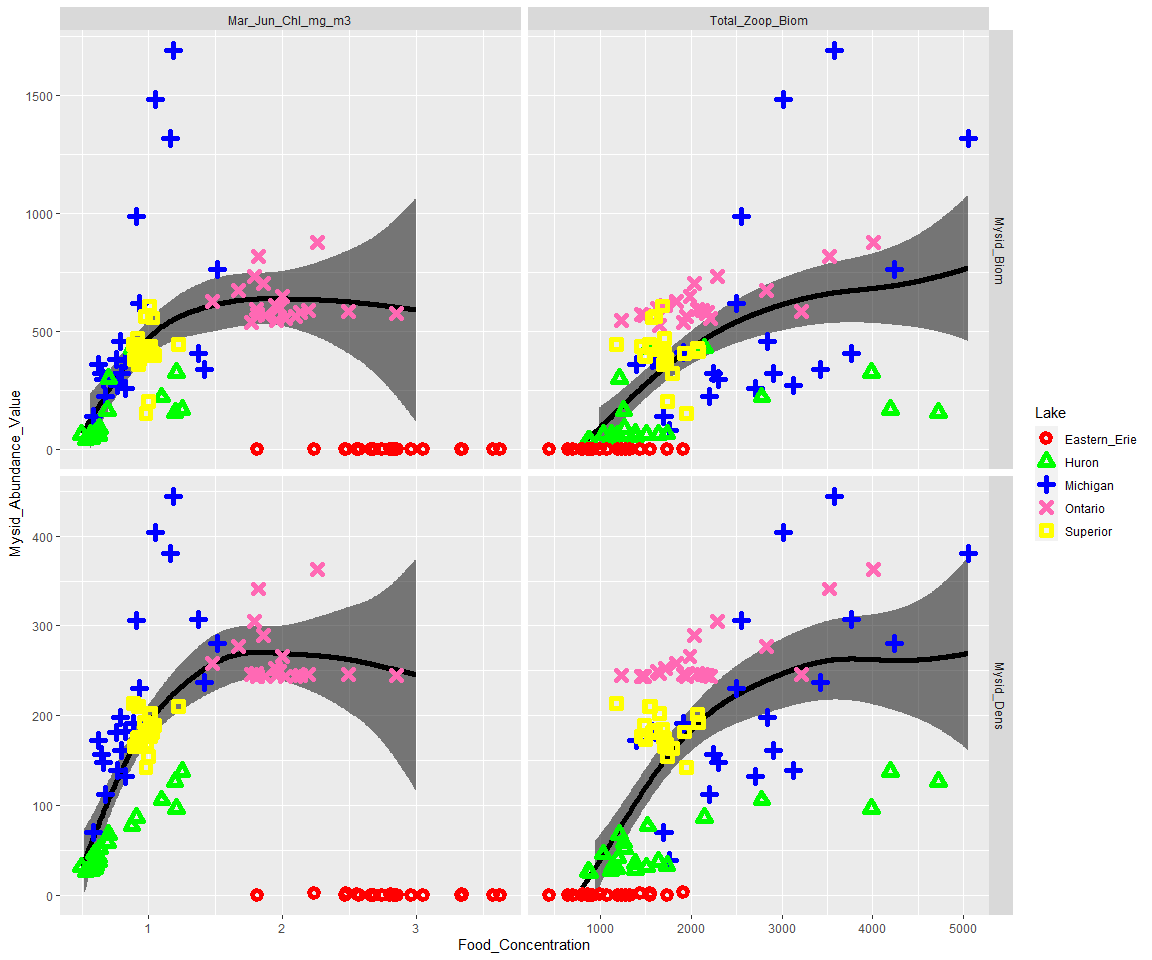 Mar_Jun_Chl_mg_m3
Total_Zoop_Biom
Mysid_Abundance_Value
1500
1000
500
0
Mysid_Biom
400
300
200
100
0
Mysid_Dens
1
2
3
1000
2000
3000
4000
5000
Food_Concentration
Lake
Eastern_Erie
Huron
Michigan
Ontario
Superior